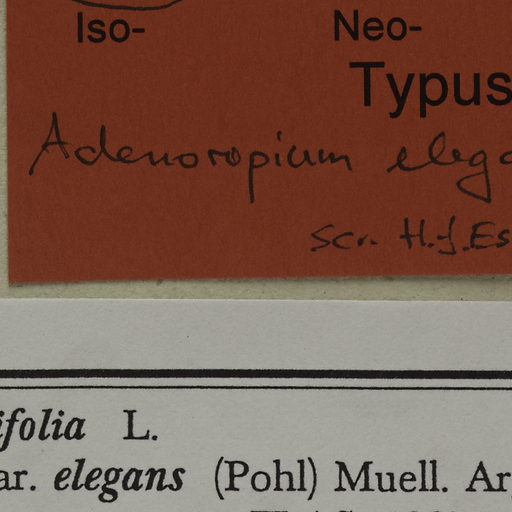 Iso- Neo-
Typus
Adenoropium elega
scr. H.J.Es
ifolia L.
ar. elegans (Pohl) Muell. Ar